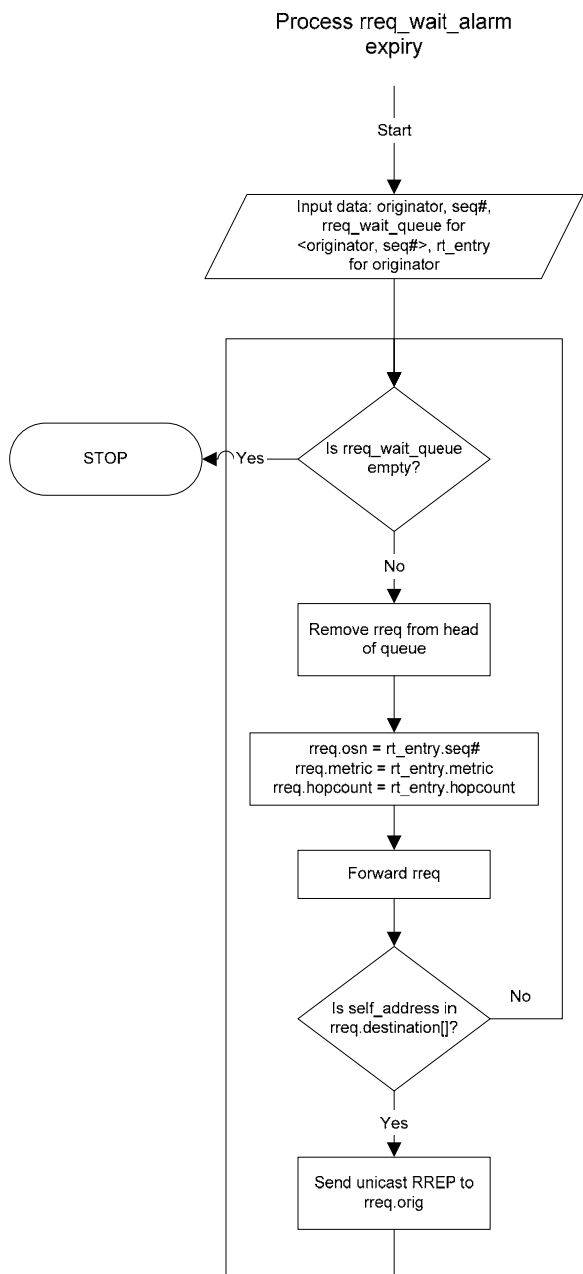 Process rreq_wait_alarm
expiry
Start
Input data: originator, seq#,
rreq_wait_queue for
<originator, seq#>, rt_entry
for originator
Is rreq_wait_queue
empty?
Yes
STOP
No
Remove rreq from head
of queue
rreq.osn = rt_entry.seq#
rreq.metric = rt_entry.metric
rreq.hopcount = rt_entry.hopcount
Forward rreq
Is self_address in
rreq.destination[]?
No
Yes
Send unicast RREP to
rreq.orig